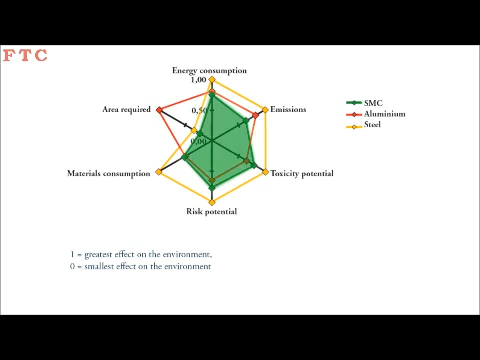 FTC
Energy consumption
1,00
Area required
0,50
Emissions
SMC
Aluminium
Steel
0,00
Materials consumption
Toxicity potential
Risk potential
1 = greatest effect on the environment,
0 = smallest effect on the environment